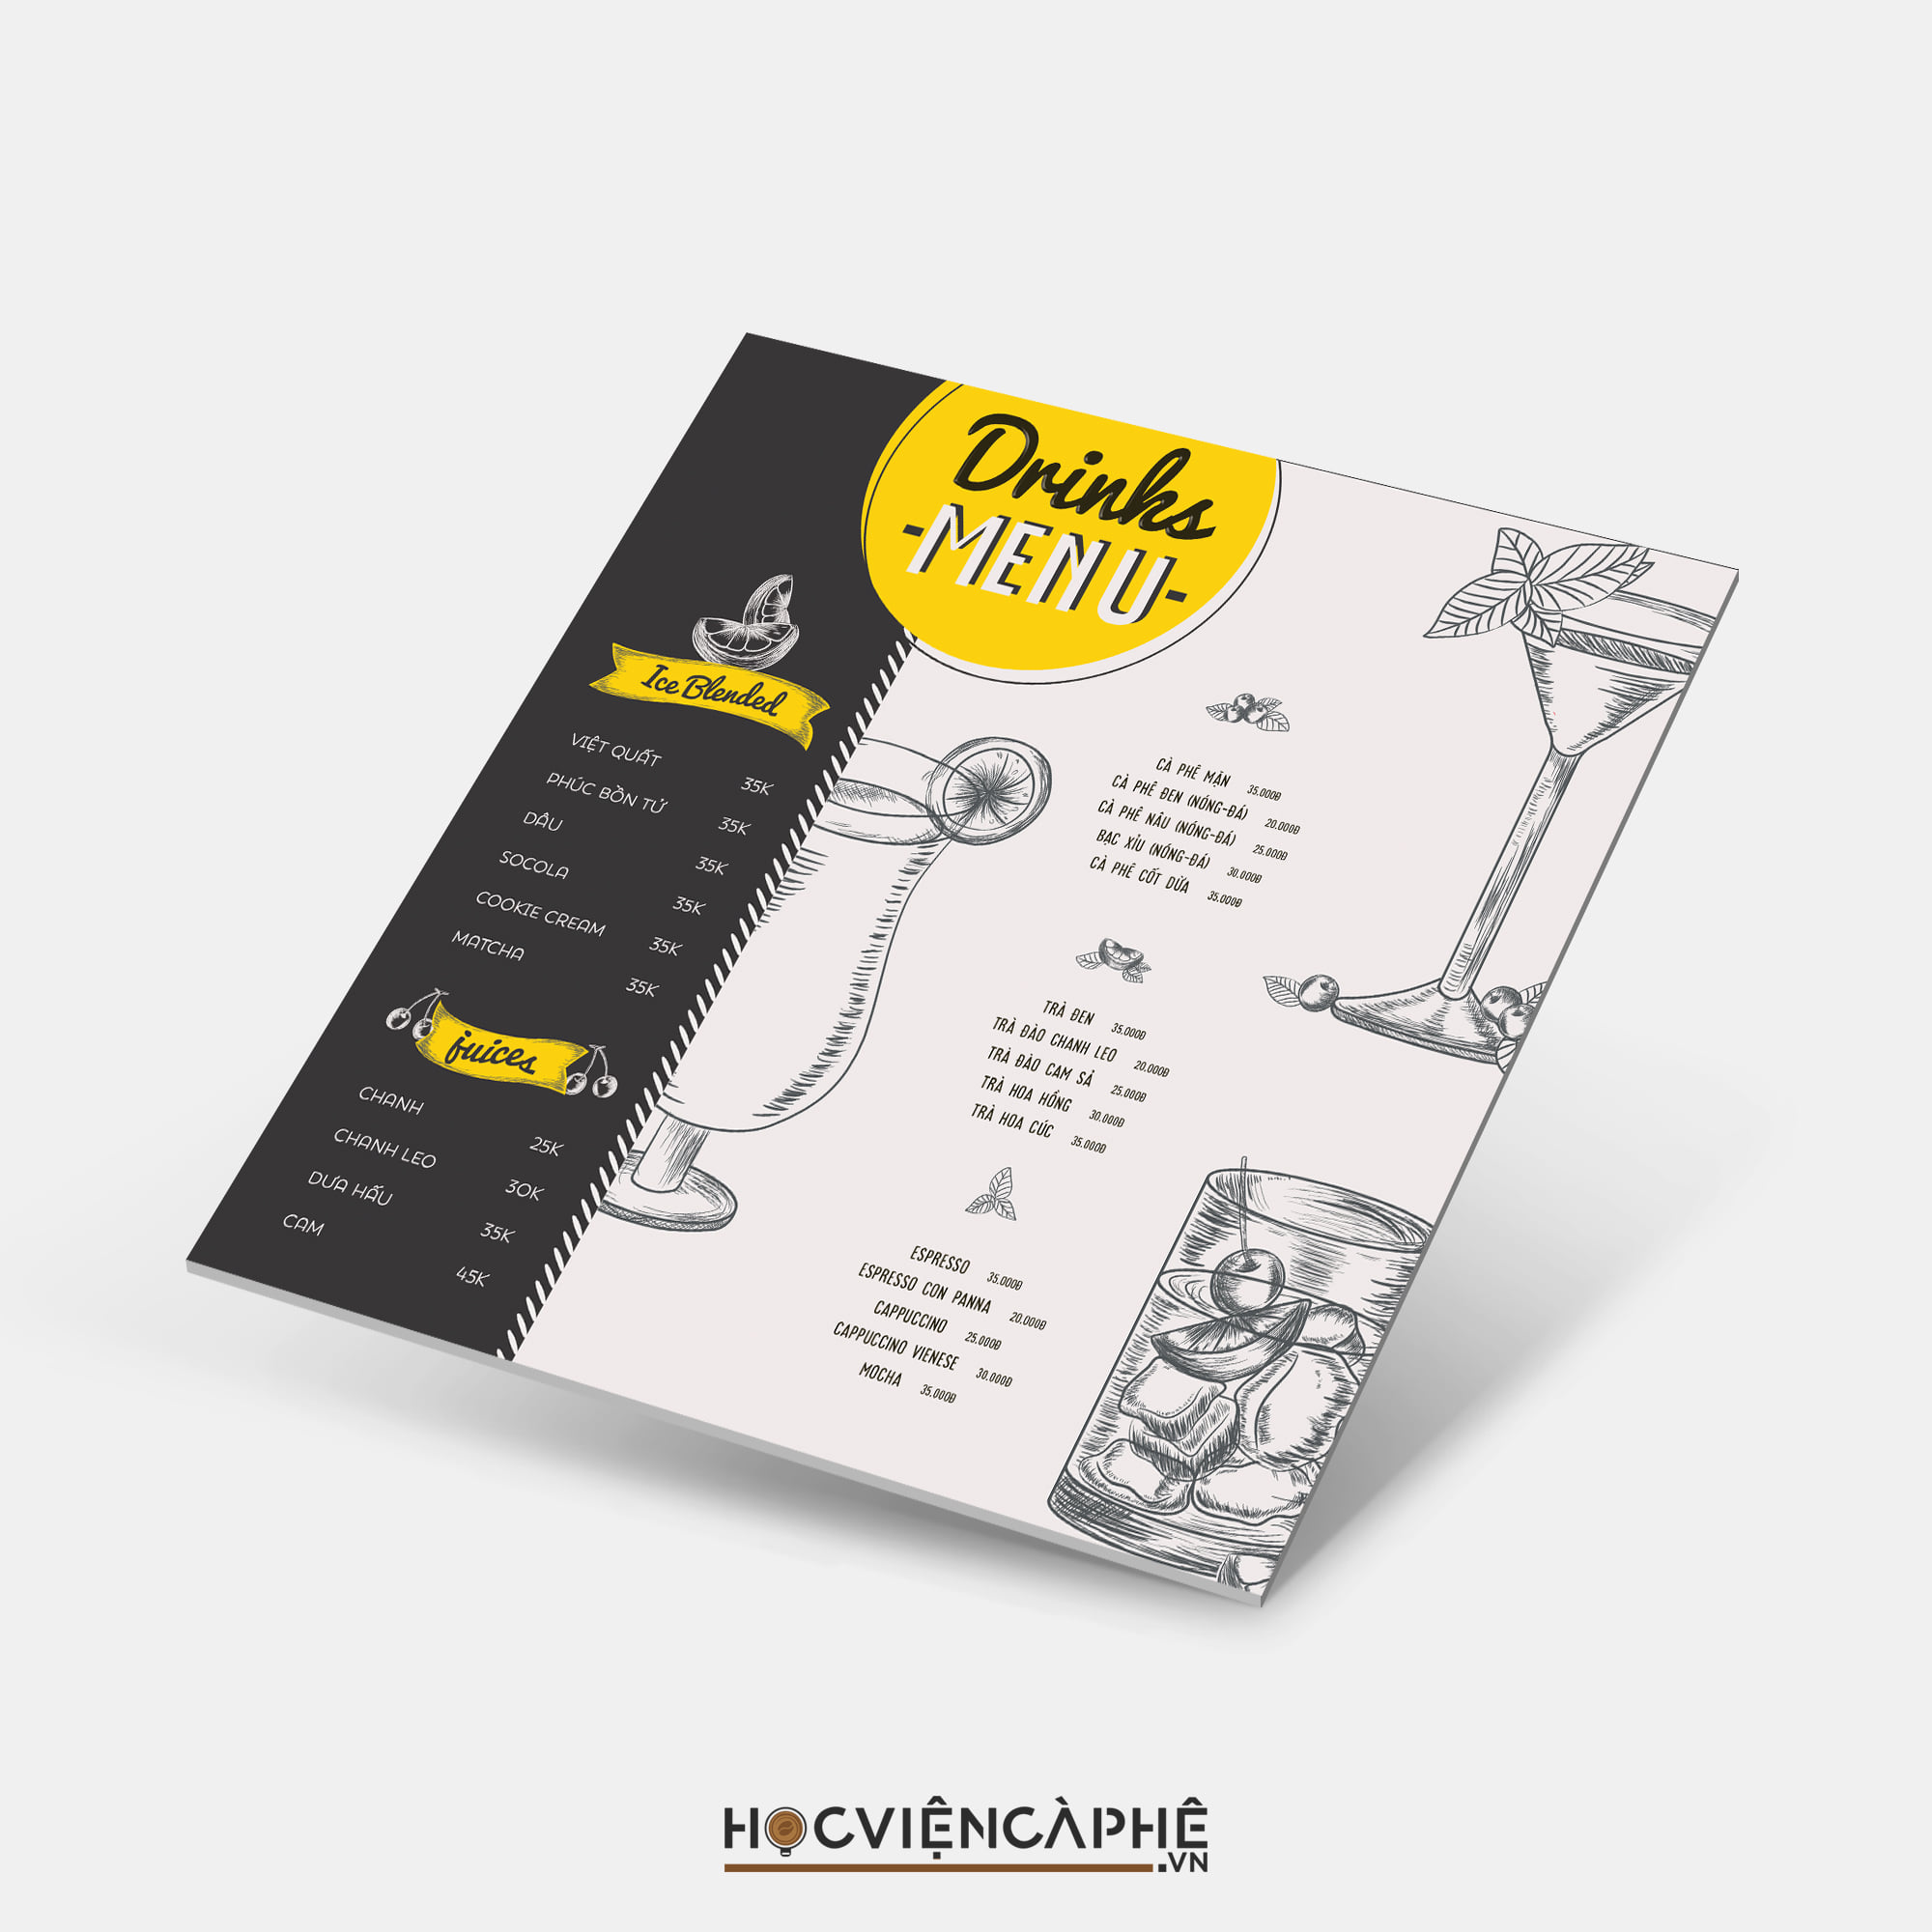 Drinks
-MENU-
Ice Blended
VIỆT QUẤT 35K
PHÚC BỒN TỬ 35K
DÂU 35K
SOCOLA 35K
COOKIE CREAM 35K
MATCHA 35K
juices
CHANH 25K
CHANH LEO 30K
DƯA HẤU 35K
CAM 45K
CÀ PHÊ MẶN 35.000Đ
CÀ PHÊ ĐEN (NÓNG-ĐÁ) 20.000Đ
CÀ PHÊ NÂU (NÓNG-ĐÁ) 25.000Đ
BẠC XỈU (NÓNG-ĐÁ) 30.000Đ
CÀ PHÊ CỐT DỪA 35.000Đ
TRÀ ĐEN 35.000Đ
TRÀ ĐÀO CHANH LEO 20.000Đ
TRÀ ĐÀO CAM SẢ 25.000Đ
TRÀ HOA HỒNG 30.000Đ
TRÀ HOA CÚC 35.000Đ
ESPRESSO 35.000Đ
ESPRESSO CON PANNA 20.000Đ
CAPPUCCINO 25.000Đ
CAPPUCCINO VIENESE 30.000Đ
MOCHA 35.000Đ
HỌCVIỆNCÀPHÊ
.VN